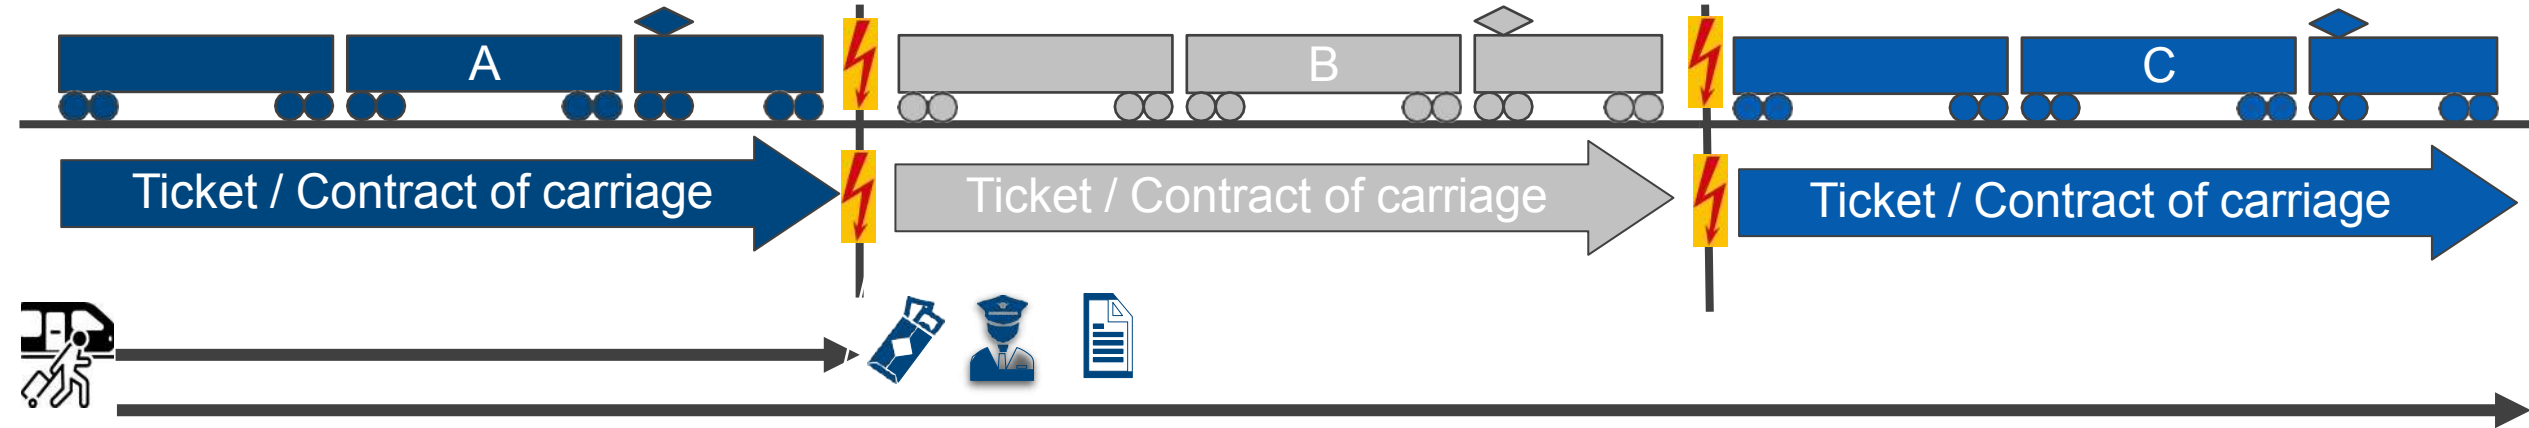 A
B
C
Ticket / Contract of carriage
Ticket / Contract of carriage
Ticket / Contract of carriage